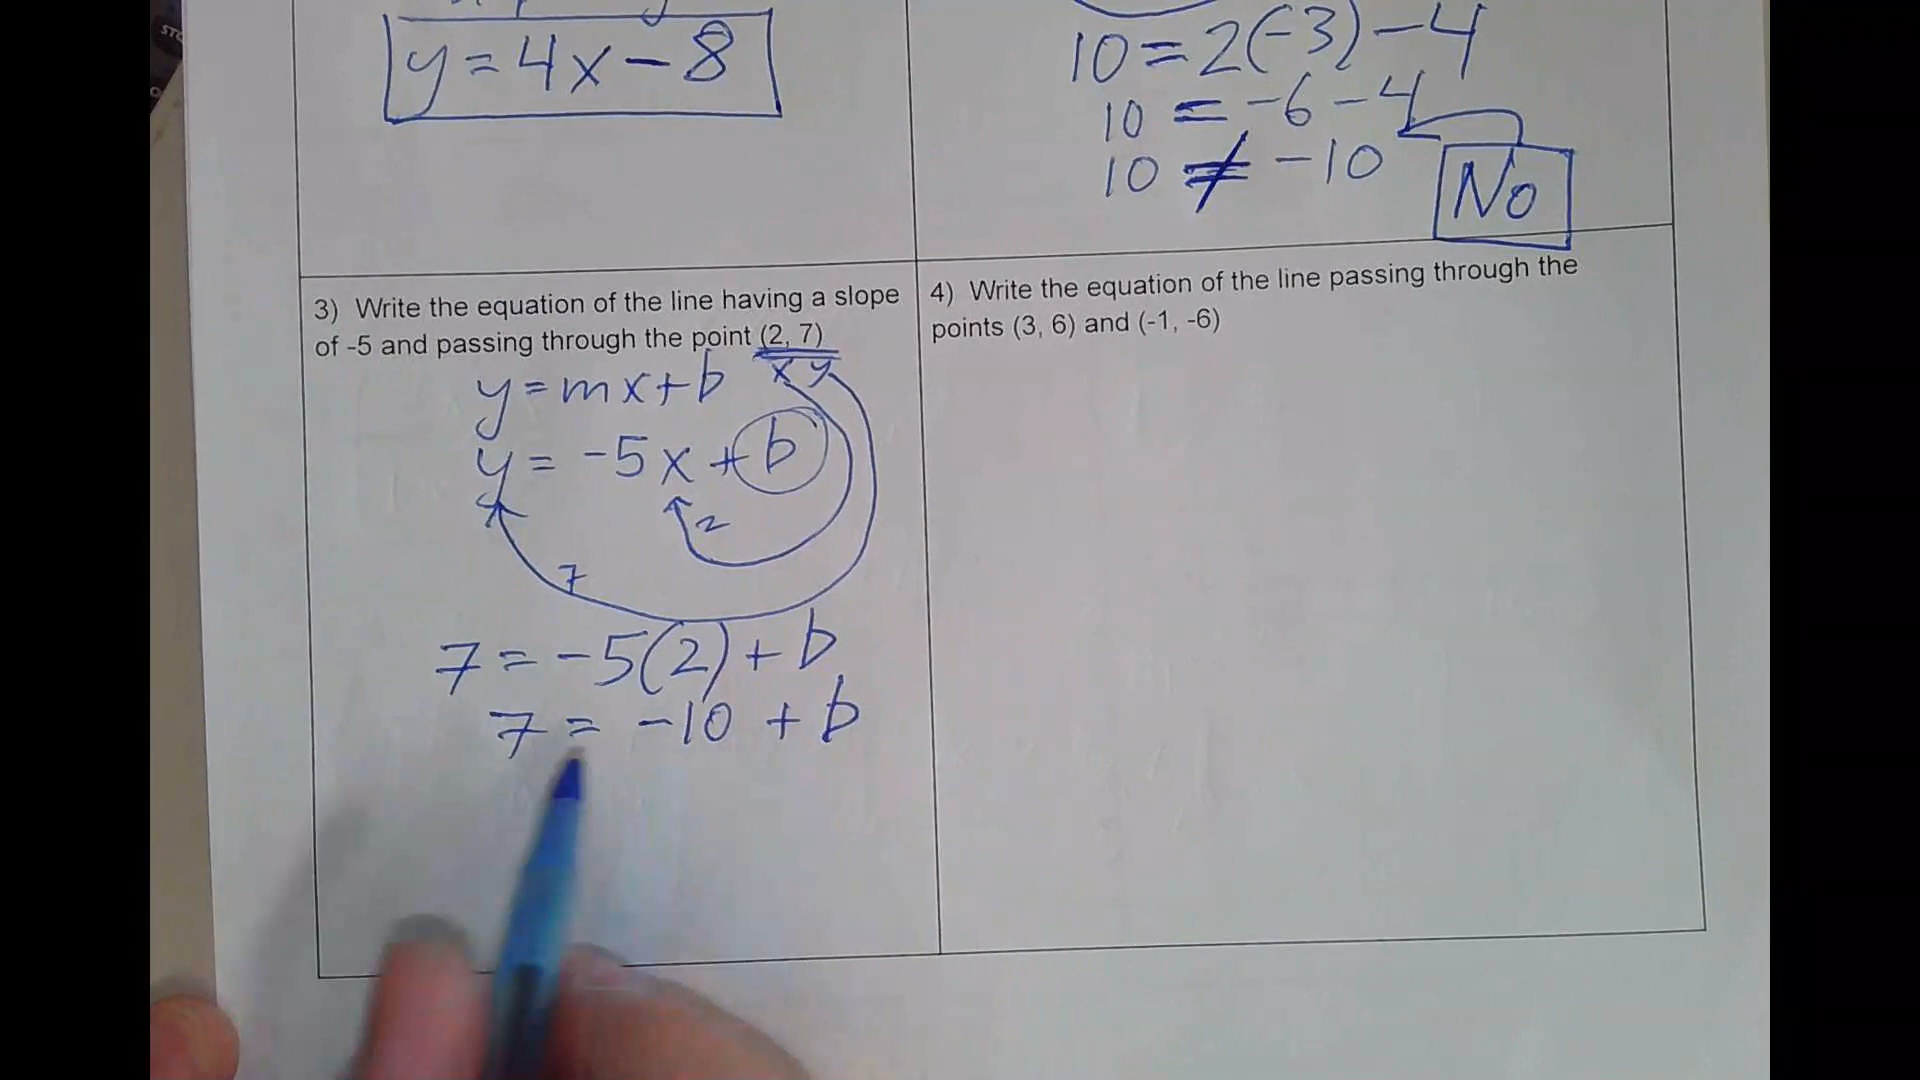 y = 4x - 8
10 = 2(-3) - 4
10 = -6 - 4
10 ≠ -10
No
3) Write the equation of the line having a slope
of -5 and passing through the point (2, 7)
x y
y = mx + b
y = -5x + b
2
7
7 = -5(2) + b
7 = -10 + b
4) Write the equation of the line passing through the
points (3, 6) and (-1, -6)